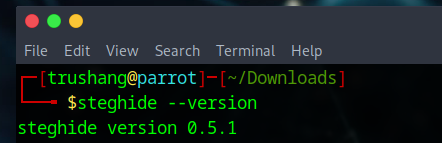 File Edit View Search Terminal Help
┌─[trushang@parrot]─[~/Downloads]
└──╼ $steghide --version
steghide version 0.5.1